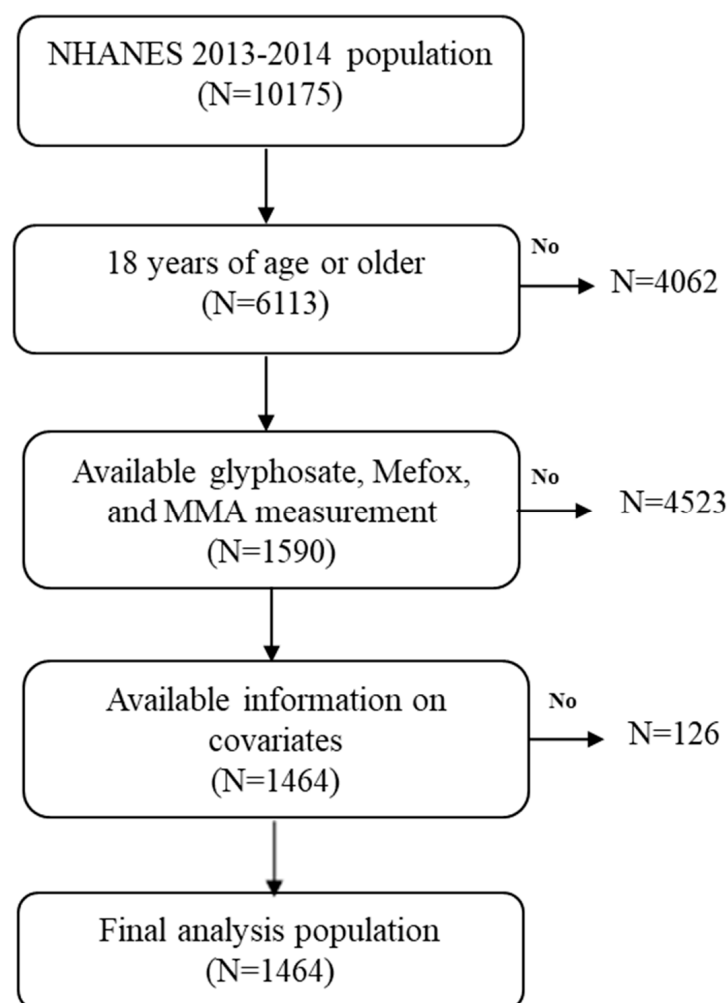 NHANES 2013-2014 population
(N=10175)
18 years of age or older
(N=6113)
No
N=4062
Available glyphosate, Mefox,
and MMA measurement
(N=1590)
No
N=4523
Available information on
covariates
(N=1464)
No
N=126
Final analysis population
(N=1464)